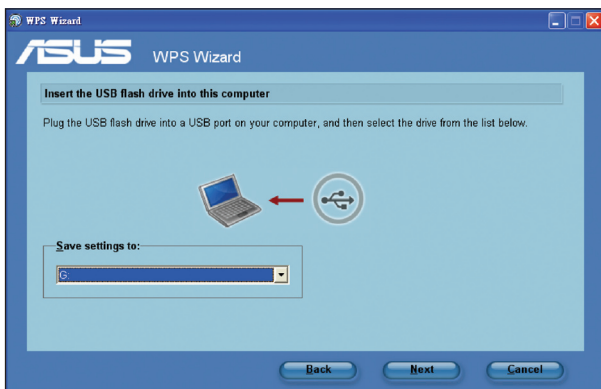 WPS Wizard
ASUS WPS Wizard
Insert the USB flash drive into this computer
Plug the USB flash drive into a USB port on your computer, and then select the drive from the list below.
Save settings to:
G:
Back Next Cancel